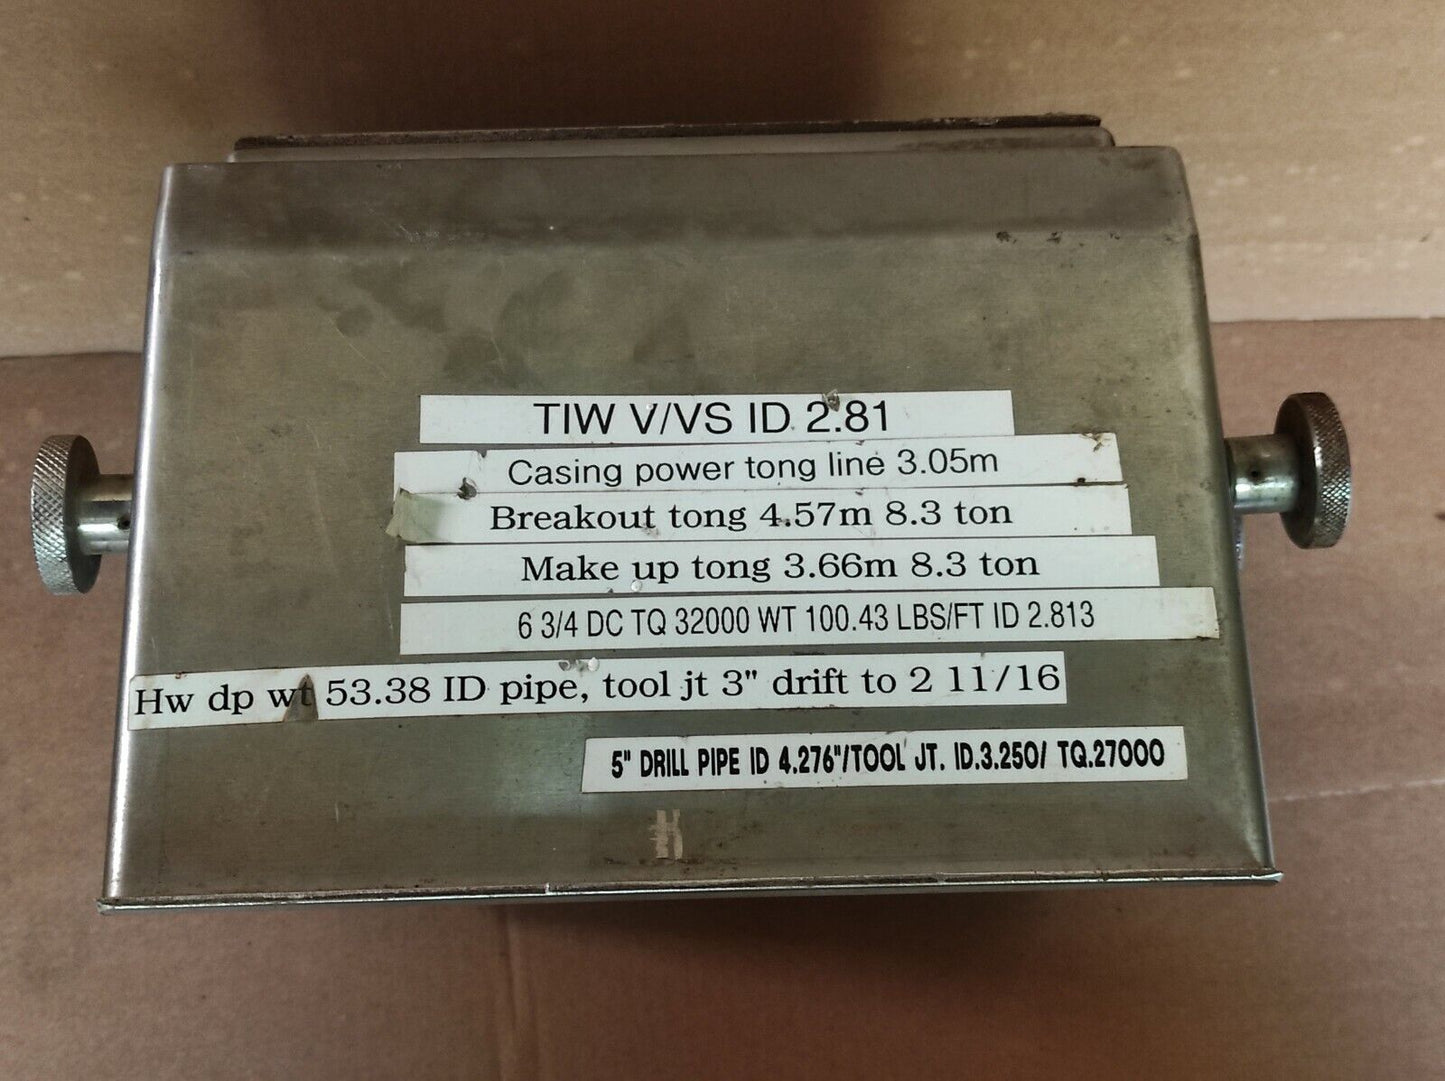 TIW V/VS ID 2.81
Casing power tong line 3.05m
Breakout tong 4.57m 8.3 ton
Make up tong 3.66m 8.3 ton
6 3/4 DC TQ 32000 WT 100.43 LBS/FT ID 2.813
Hw dp wt 53.38 ID pipe, tool jt 3" drift to 2 11/16
5" DRILL PIPE ID 4.276"/TOOL JT. ID.3.250/ TQ.27000